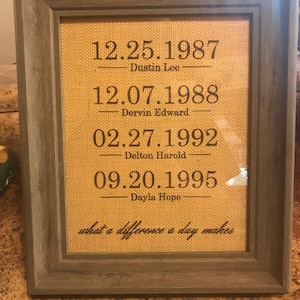 12.25.1987
Dustin Lee
12.07.1988
Dervin Edward
02.27.1992
Delton Harold
09.20.1995
Dayla Hope
what a difference a day makes